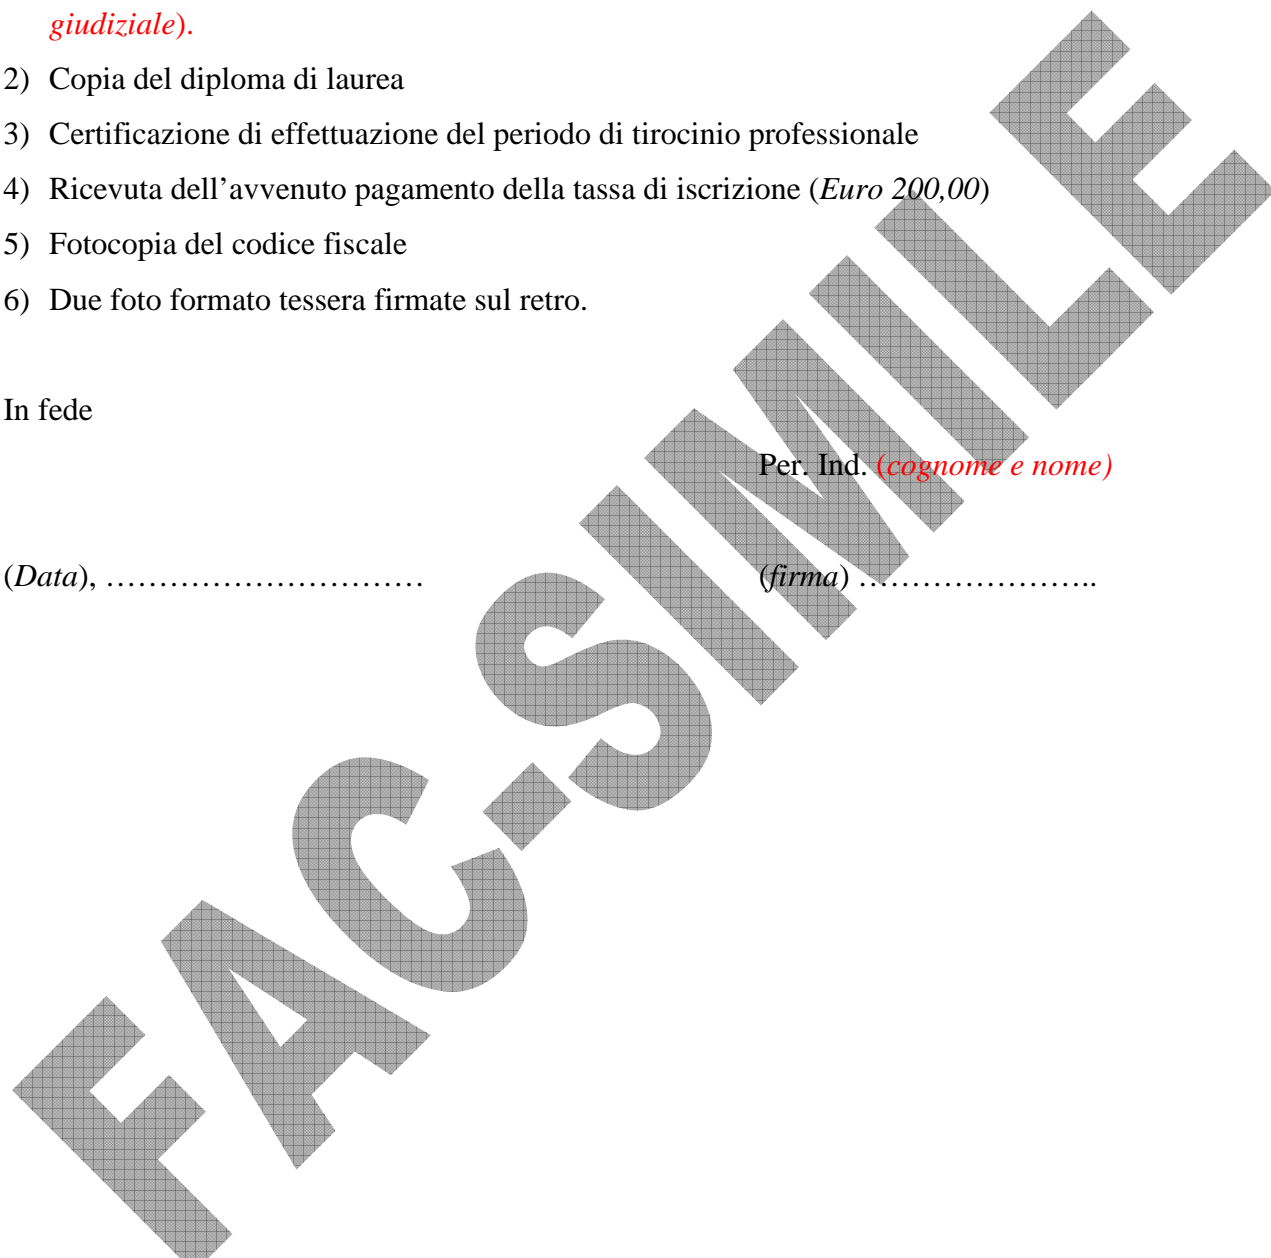 giudiziale).
2) Copia del diploma di laurea
3) Certificazione di effettuazione del periodo di tirocinio professionale
4) Ricevuta dell’avvenuto pagamento della tassa di iscrizione (Euro 200,00)
5) Fotocopia del codice fiscale
6) Due foto formato tessera firmate sul retro.
In fede
Per. Ind. (cognome e nome)
(Data), ………………………… (firma) …………………..
FAC-SIMILE